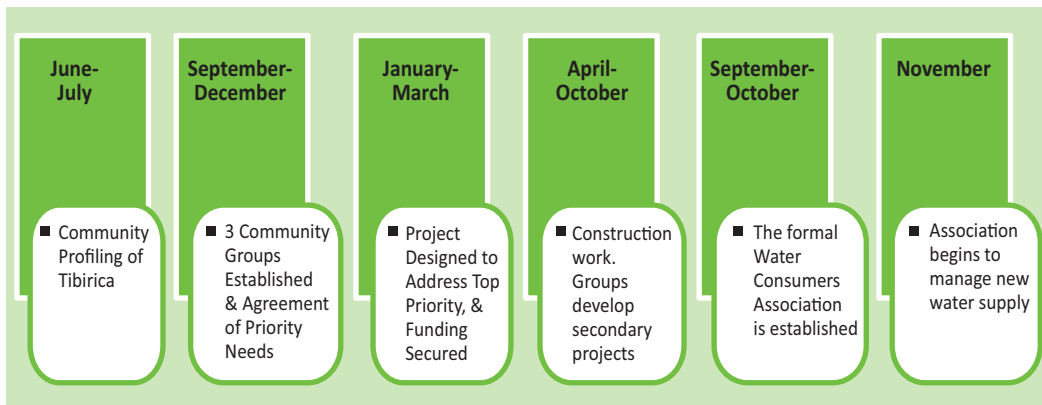 June-
July
■ Community
Profiling of
Tibirica
September-
December
■ 3 Community
Groups
Established
& Agreement
of Priority
Needs
January-
March
■ Project
Designed to
Address Top
Priority, &
Funding
Secured
April-
October
■ Construction
work.
Groups
develop
secondary
projects
September-
October
■ The formal
Water
Consumers
Association
is established
November
■ Association
begins to
manage new
water supply